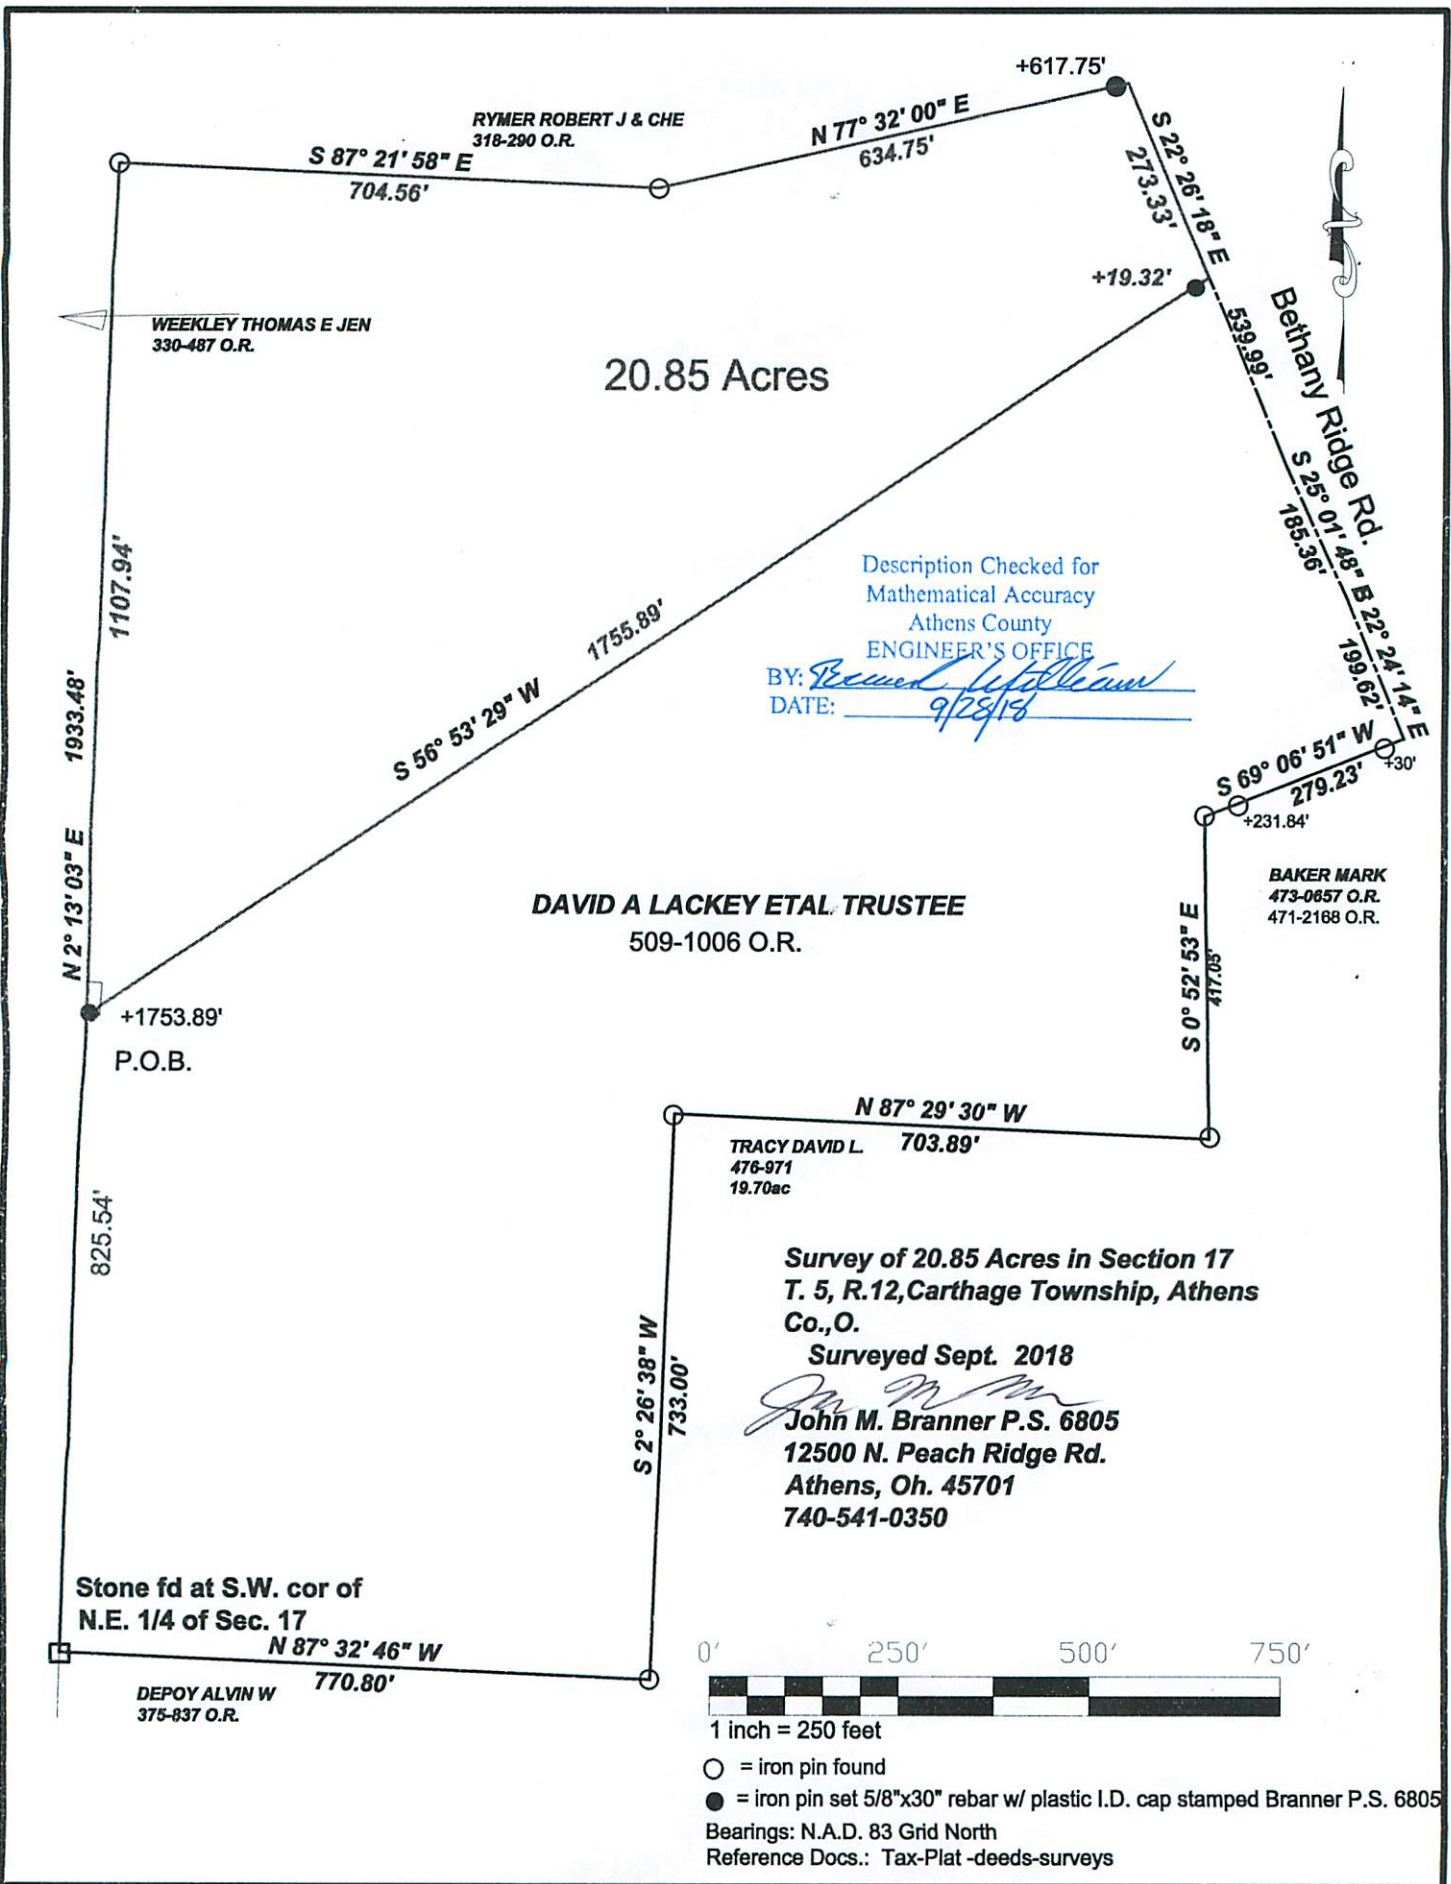 +617.75'
RYMER ROBERT J & CHE
318-290 O.R.
S 87° 21' 58" E
704.56'
N 77° 32' 00" E
634.75'
S 22° 26' 18" E
273.33'
+19.32'
WEEKLEY THOMAS E JEN
330-487 O.R.
20.85 Acres
539.99'
Bethany Ridge Rd.
S 25° 01' 48" E
185.36'
S 22° 24' 14" E
199.62'
1107.94'
1933.48'
N 2° 13' 03" E
1755.89'
S 56° 53' 29" W
Description Checked for
Mathematical Accuracy
Athens County
ENGINEER'S OFFICE
BY:
DATE: 9/28/18
S 69° 06' 51" W
279.23'
+30'
+231.84'
BAKER MARK
473-0657 O.R.
471-2168 O.R.
DAVID A LACKEY ETAL TRUSTEE
509-1006 O.R.
S 0° 52' 53" E
417.05'
+1753.89'
P.O.B.
N 87° 29' 30" W
703.89'
TRACY DAVID L.
476-971
19.70ac
825.54'
S 2° 26' 38" W
733.00'
Survey of 20.85 Acres in Section 17
T. 5, R.12,Carthage Township, Athens
Co.,O.
Surveyed Sept. 2018
John M. Branner P.S. 6805
12500 N. Peach Ridge Rd.
Athens, Oh. 45701
740-541-0350
Stone fd at S.W. cor of
N.E. 1/4 of Sec. 17
N 87° 32' 46" W
770.80'
DEPOY ALVIN W
375-837 O.R.
0' 250' 500' 750'
1 inch = 250 feet
= iron pin found
= iron pin set 5/8"x30" rebar w/ plastic I.D. cap stamped Branner P.S. 6805
Bearings: N.A.D. 83 Grid North
Reference Docs.: Tax-Plat -deeds-surveys